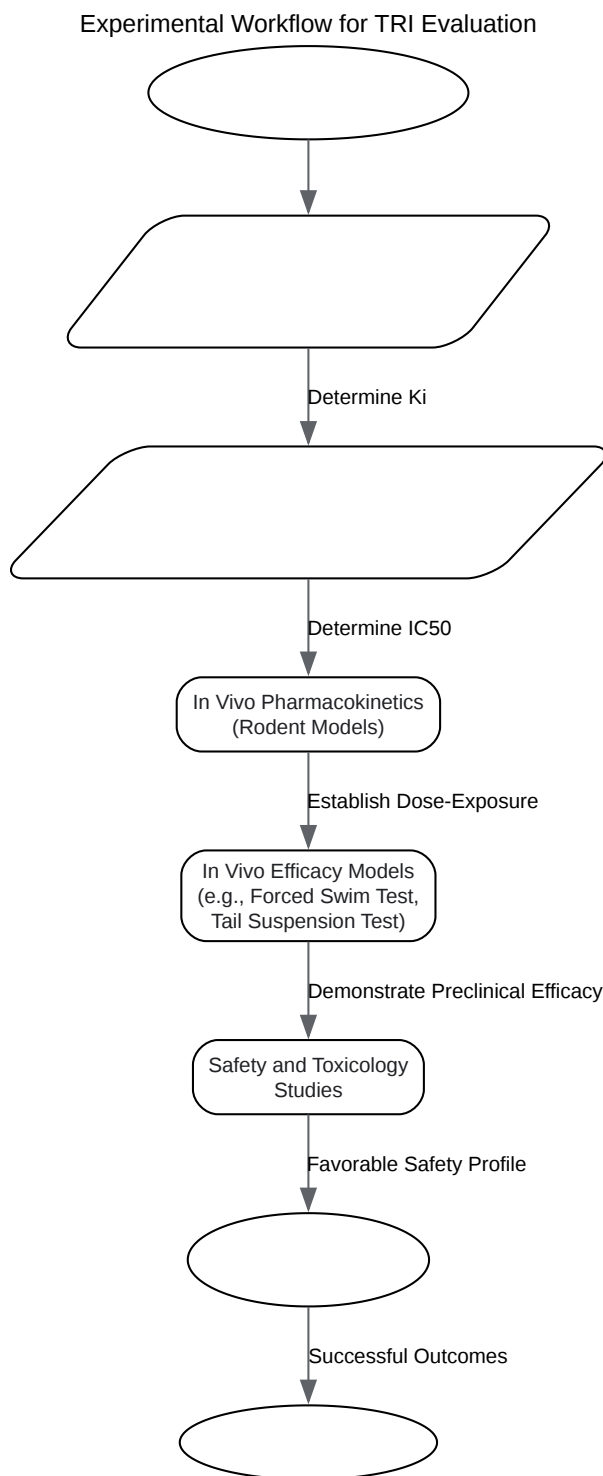 Experimental Workflow for TRI Evaluation
Determine Ki
Determine IC50
In Vivo Pharmacokinetics
(Rodent Models)
Establish Dose-Exposure
In Vivo Efficacy Models
(e.g., Forced Swim Test,
Tail Suspension Test)
Demonstrate Preclinical Efficacy
Safety and Toxicology
Studies
Favorable Safety Profile
Successful Outcomes